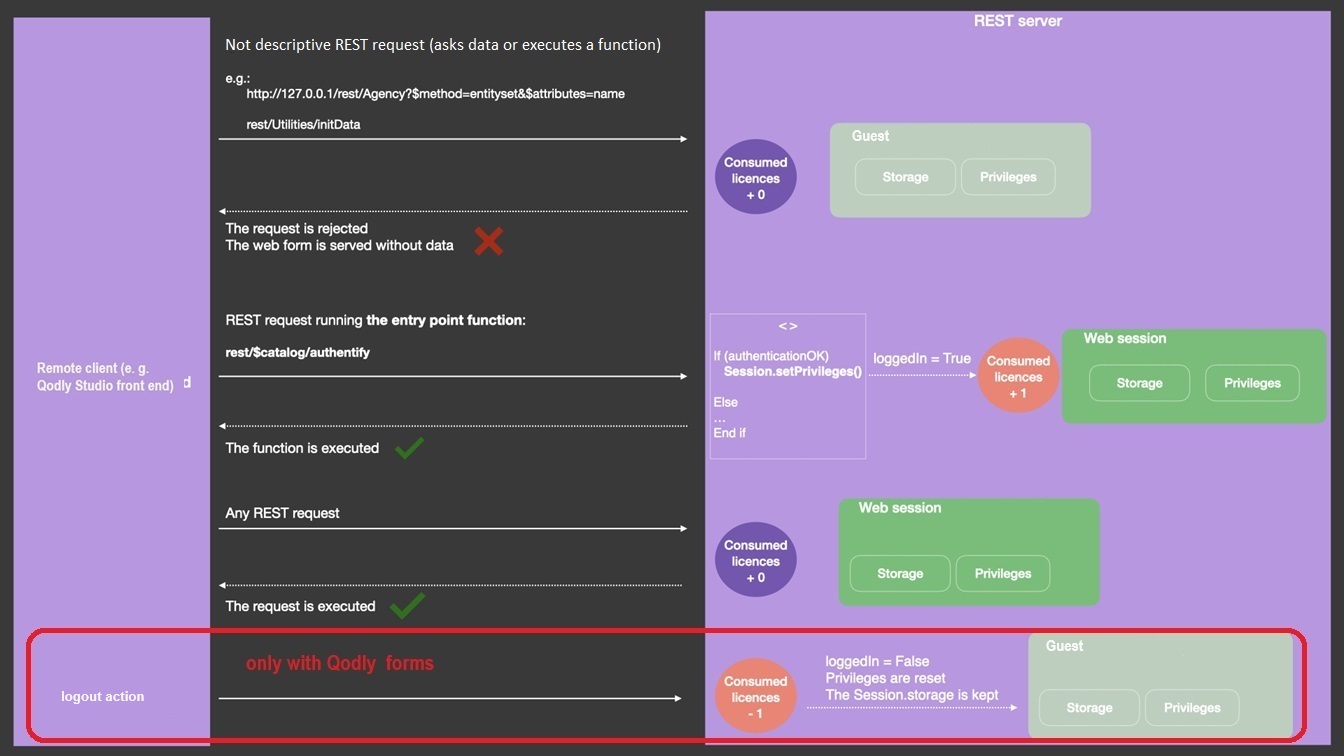 REST server
Not descriptive REST request (asks data or executes a function)
e.g.:
http://127.0.0.1/rest/Agency?$method=entityset&$attributes=name
rest/Utilities/initData
Consumed
licences
+ 0
Guest
Storage
Privileges
The request is rejected
The web form is served without data
REST request running the entry point function:
rest/$catalog/authentify
Remote client (e. g.
Qodly Studio front end)
d
<>
If (authenticationOK)
Session.setPrivileges()
Else
...
End if
loggedIn = True
Consumed
licences
+ 1
Web session
Storage
Privileges
The function is executed
Any REST request
Consumed
licences
+ 0
Web session
Storage
Privileges
The request is executed
only with Qodly forms
logout action
Consumed
licences
- 1
loggedIn = False
Privileges are reset
The Session.storage is kept
Guest
Storage
Privileges